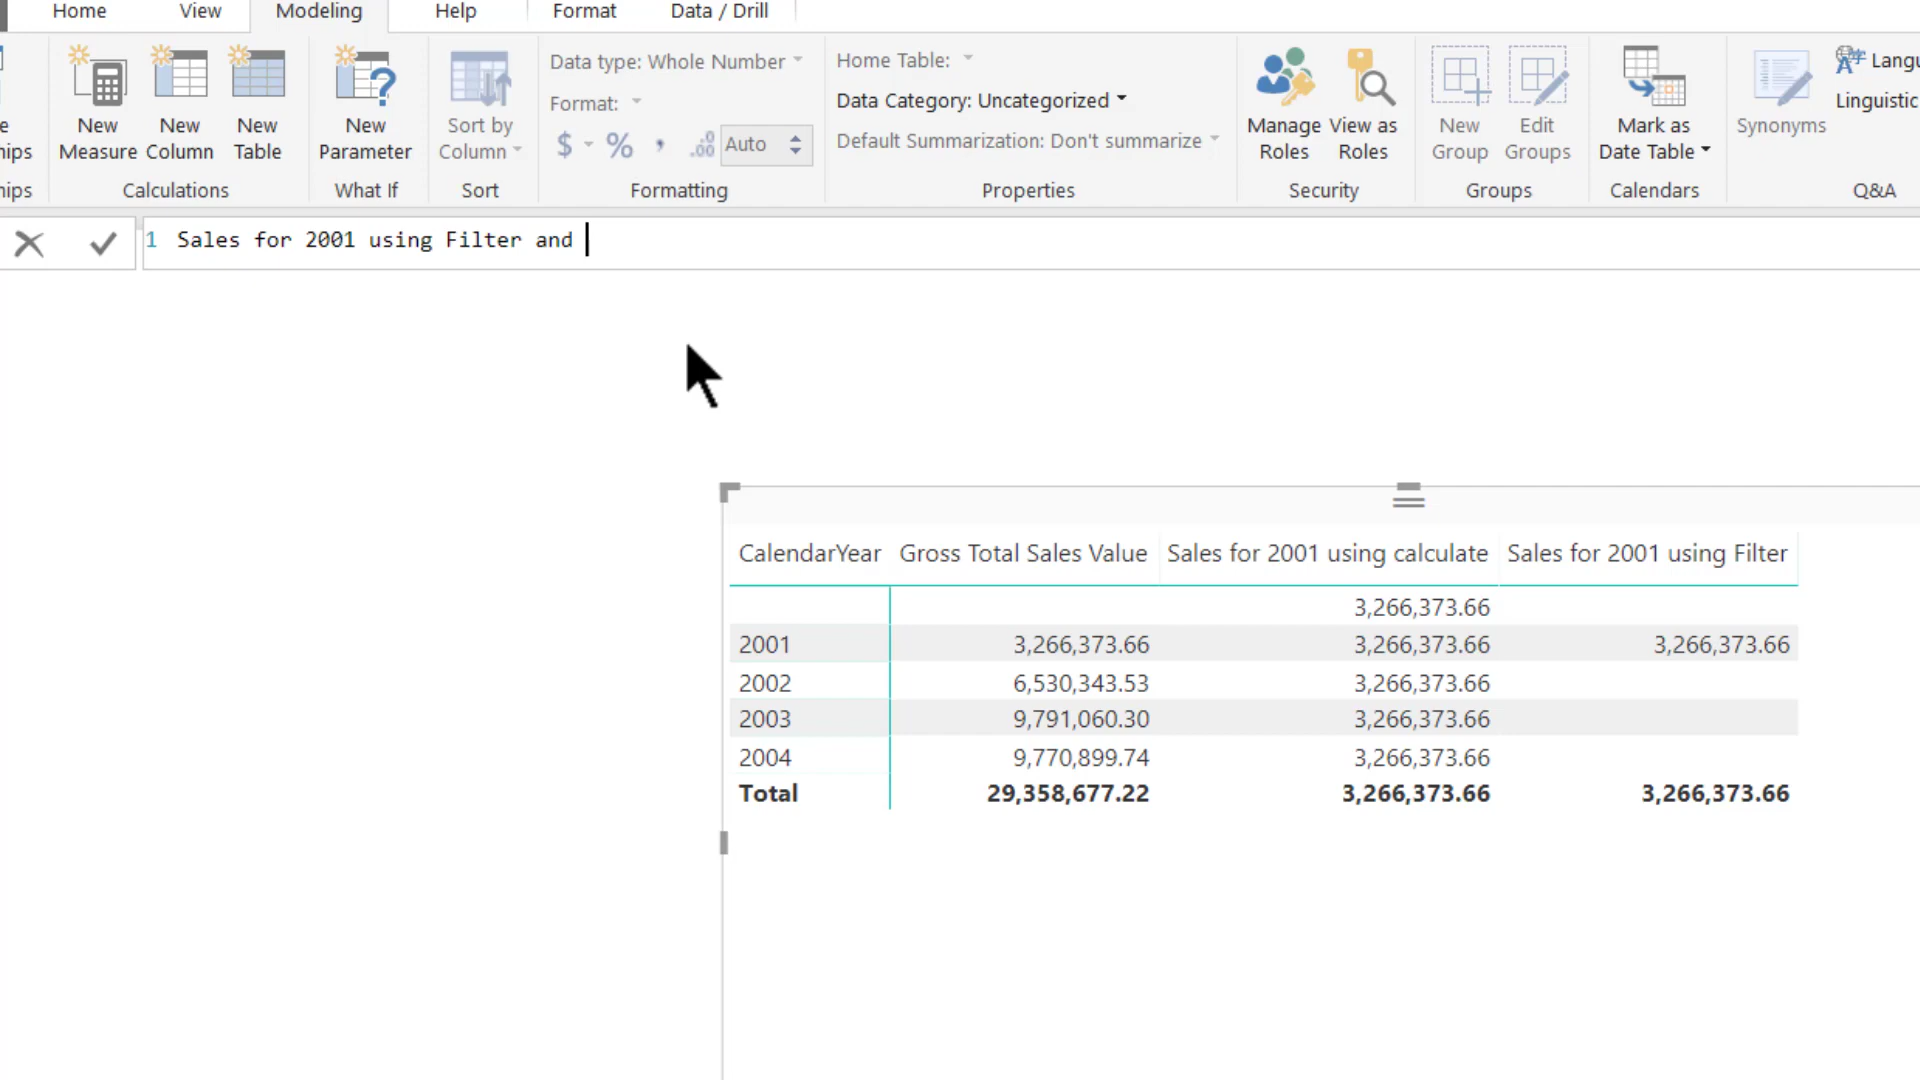 Home View Modeling Help Format Data / Drill
New Measure
New Column
New Table
Calculations
New Parameter
What If
Sort by Column
Sort
Data type: Whole Number
Format:
$ % , .00 Auto
Formatting
Home Table:
Data Category: Uncategorized
Default Summarization: Don't summarize
Properties
Manage Roles
View as Roles
Security
New Group
Edit Groups
Groups
Mark as Date Table
Calendars
Synonyms
Linguistic
Q&A
1 Sales for 2001 using Filter and
CalendarYear Gross Total Sales Value Sales for 2001 using calculate Sales for 2001 using Filter
3,266,373.66
2001 3,266,373.66 3,266,373.66 3,266,373.66
2002 6,530,343.53 3,266,373.66
2003 9,791,060.30 3,266,373.66
2004 9,770,899.74 3,266,373.66
Total 29,358,677.22 3,266,373.66 3,266,373.66